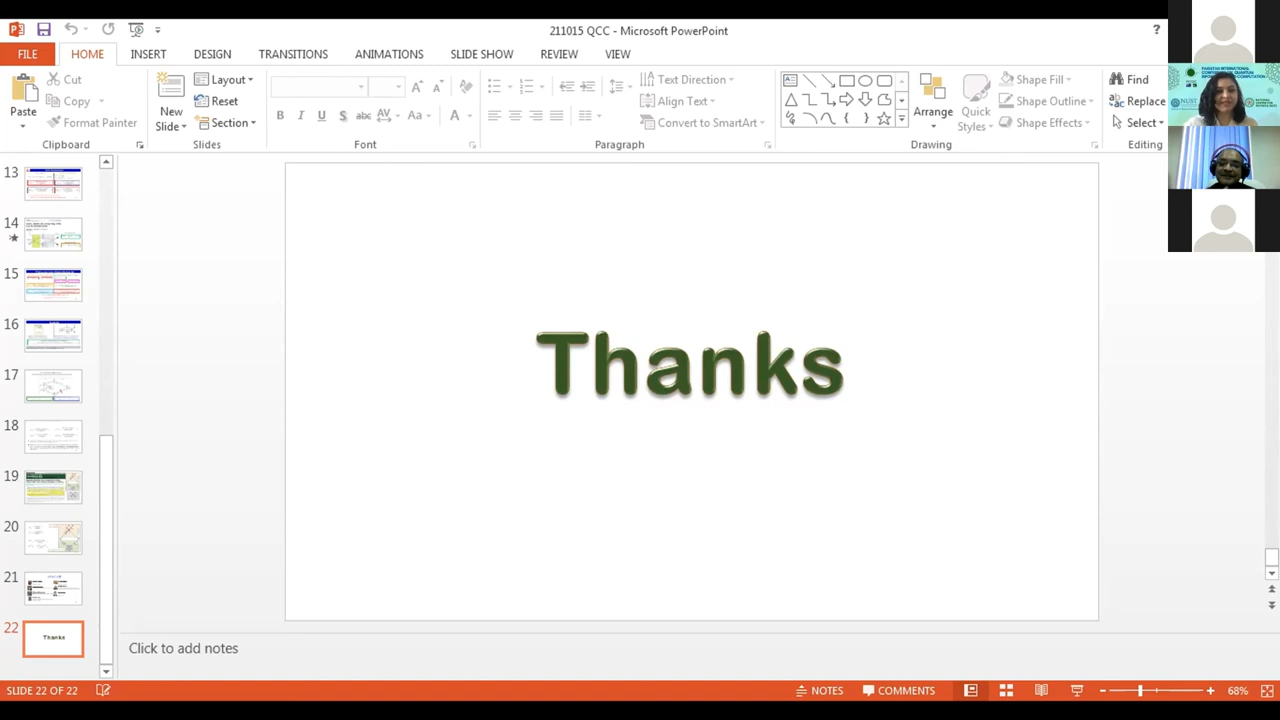 211015 QCC - Microsoft PowerPoint
?
FILE
HOME
INSERT
DESIGN
TRANSITIONS
ANIMATIONS
SLIDE SHOW
REVIEW
VIEW
Paste
Cut
Copy
Format Painter
Clipboard
New
Slide
Layout
Reset
Section
Slides
Font
Text Direction
Align Text
Convert to SmartArt
Paragraph
Arrange
Quick
Styles
Shape Fill
Shape Outline
Shape Effects
Drawing
Find
Replace
Select
Editing
NUST
13
14
15
16
17
18
19
20
21
22
Thanks
Thanks
Click to add notes
SLIDE 22 OF 22
NOTES
COMMENTS
68%